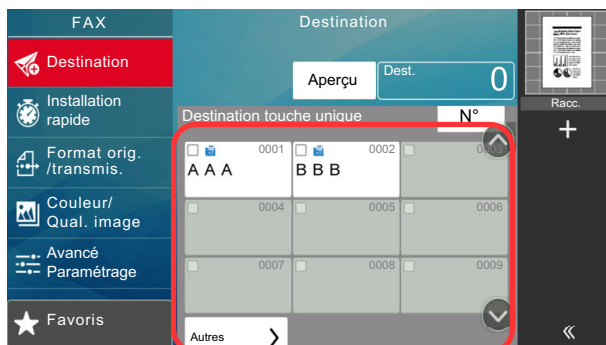 FAX
Destination
Destination
Aperçu
Dest.
0
Installation
rapide
Racc.
Destination touche unique
N°
0001
0002
0003
A A A
B B B
Format orig.
/transmis.
Couleur/
Qual. image
0004
0005
0006
Avancé
Paramétrage
0007
0008
0009
Favoris
Autres